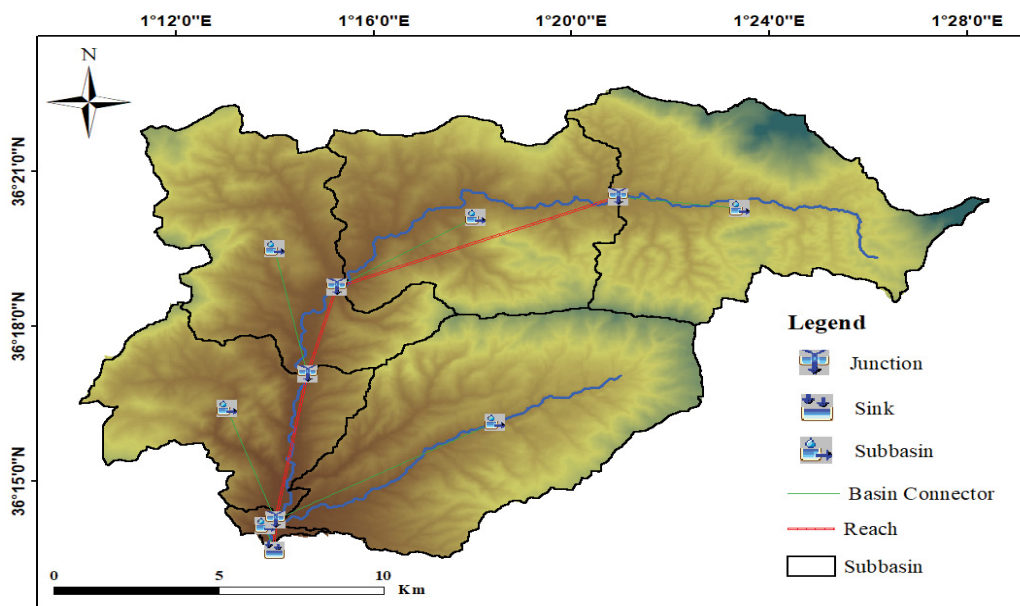 1°12'0"E 1°16'0"E 1°20'0"E 1°24'0"E 1°28'0"E
N
36°21'0"N
36°18'0"N
36°15'0"N
Legend
Junction
Sink
Subbasin
Basin Connector
Reach
Subbasin
0 5 10
Km